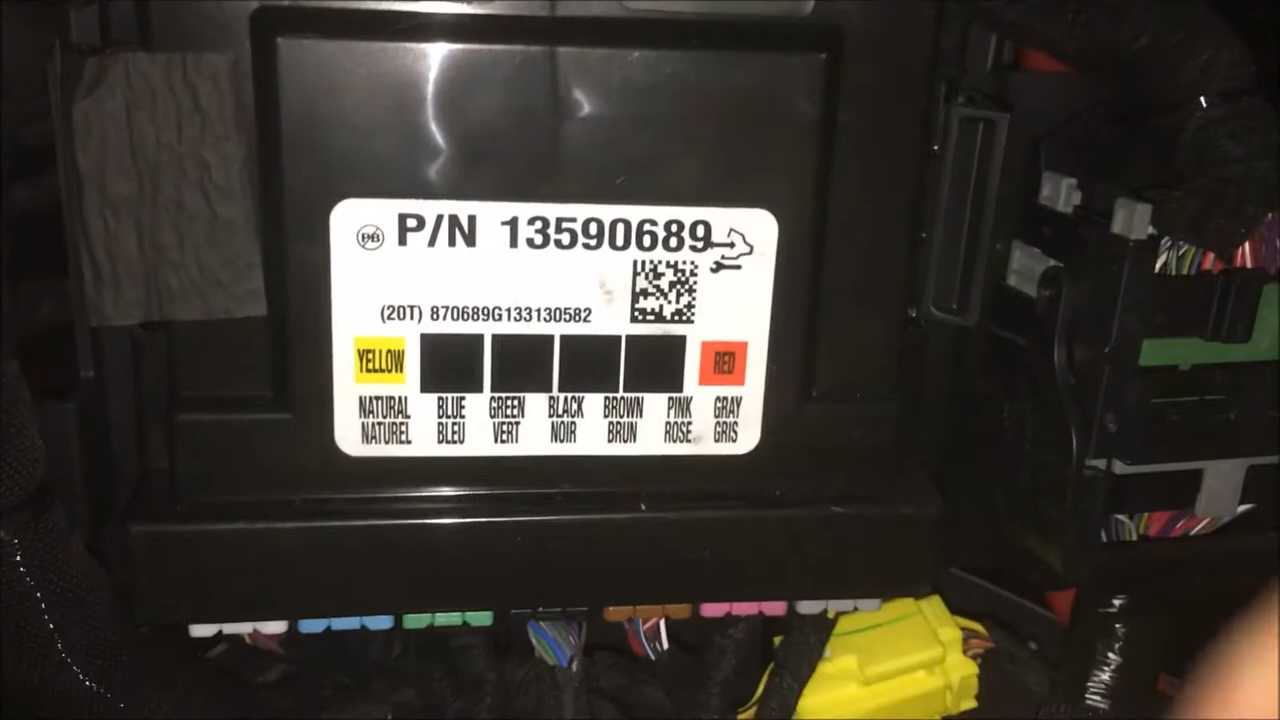 PB P/N 13590689
(20T) 870689G133130582
YELLOW RED
NATURAL BLUE GREEN BLACK BROWN PINK GRAY
NATUREL BLEU VERT NOIR BRUN ROSE GRIS